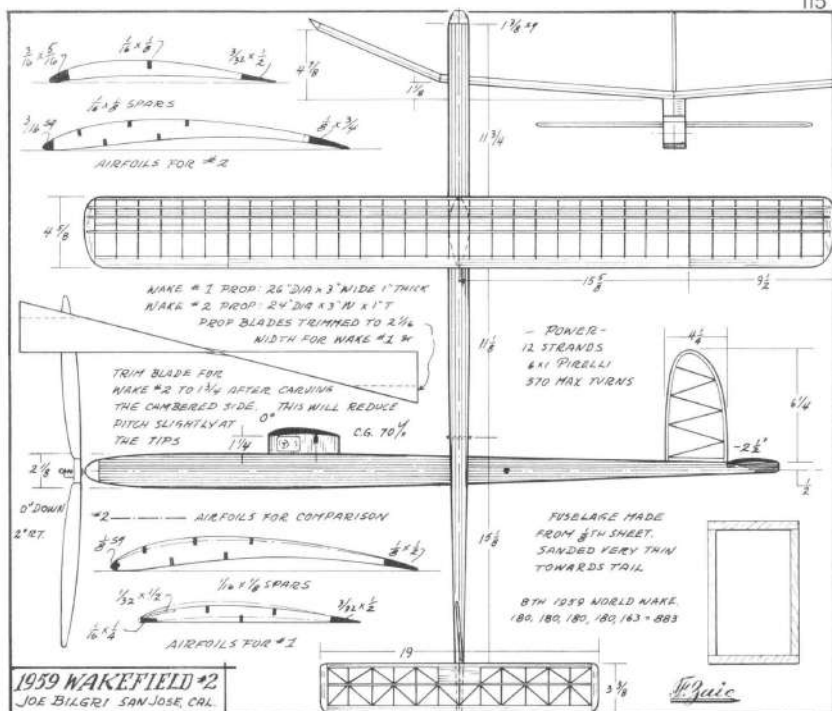 115
3/16 x 5/16
1/16 x 1/8
3/32 x 1/2
1/16 x 1/8 SPARS
3/16 SQ
1/8 x 3/4
AIRFOILS FOR #2
1 3/8 SQ
4 7/8
1 1/8
11 3/4
4 5/8
15 5/8
9 1/2
WAKE #1 PROP: 26" DIA x 3" WIDE 1" THICK
WAKE #2 PROP: 24" DIA x 3" W x 1" T
PROP BLADES TRIMMED TO 2 1/16
WIDTH FOR WAKE #1 &
TRIM BLADE FOR
WAKE #2 TO 1 3/4 AFTER CARVING
THE CAMBERED SIDE. THIS WILL REDUCE
PITCH SLIGHTLY AT
THE TIPS
0°
C.G. 70%
1 1/4
11 1/8
- POWER -
12 STRANDS
6x1 PIRELLI
570 MAX TURNS
4 1/4
6 1/4
-2 1/2°
1/2
2 1/8
0° DOWN
2° RT.
#2 AIRFOILS FOR COMPARISON
1/8 SQ
1/8 x 1/2
1/16 x 1/8 SPARS
1/32 x 1/2
3/32 x 1/2
1/16 x 1/4
AIRFOILS FOR #1
15 1/8
FUSELAGE MADE
FROM 1/8TH SHEET.
SANDED VERY THIN
TOWARDS TAIL
8TH 1959 WORLD WAKE.
180, 180, 180, 180, 163 = 883
19
3 3/8
1959 WAKEFIELD #2
JOE BILGRI SAN JOSE, CAL.
F. Zaic